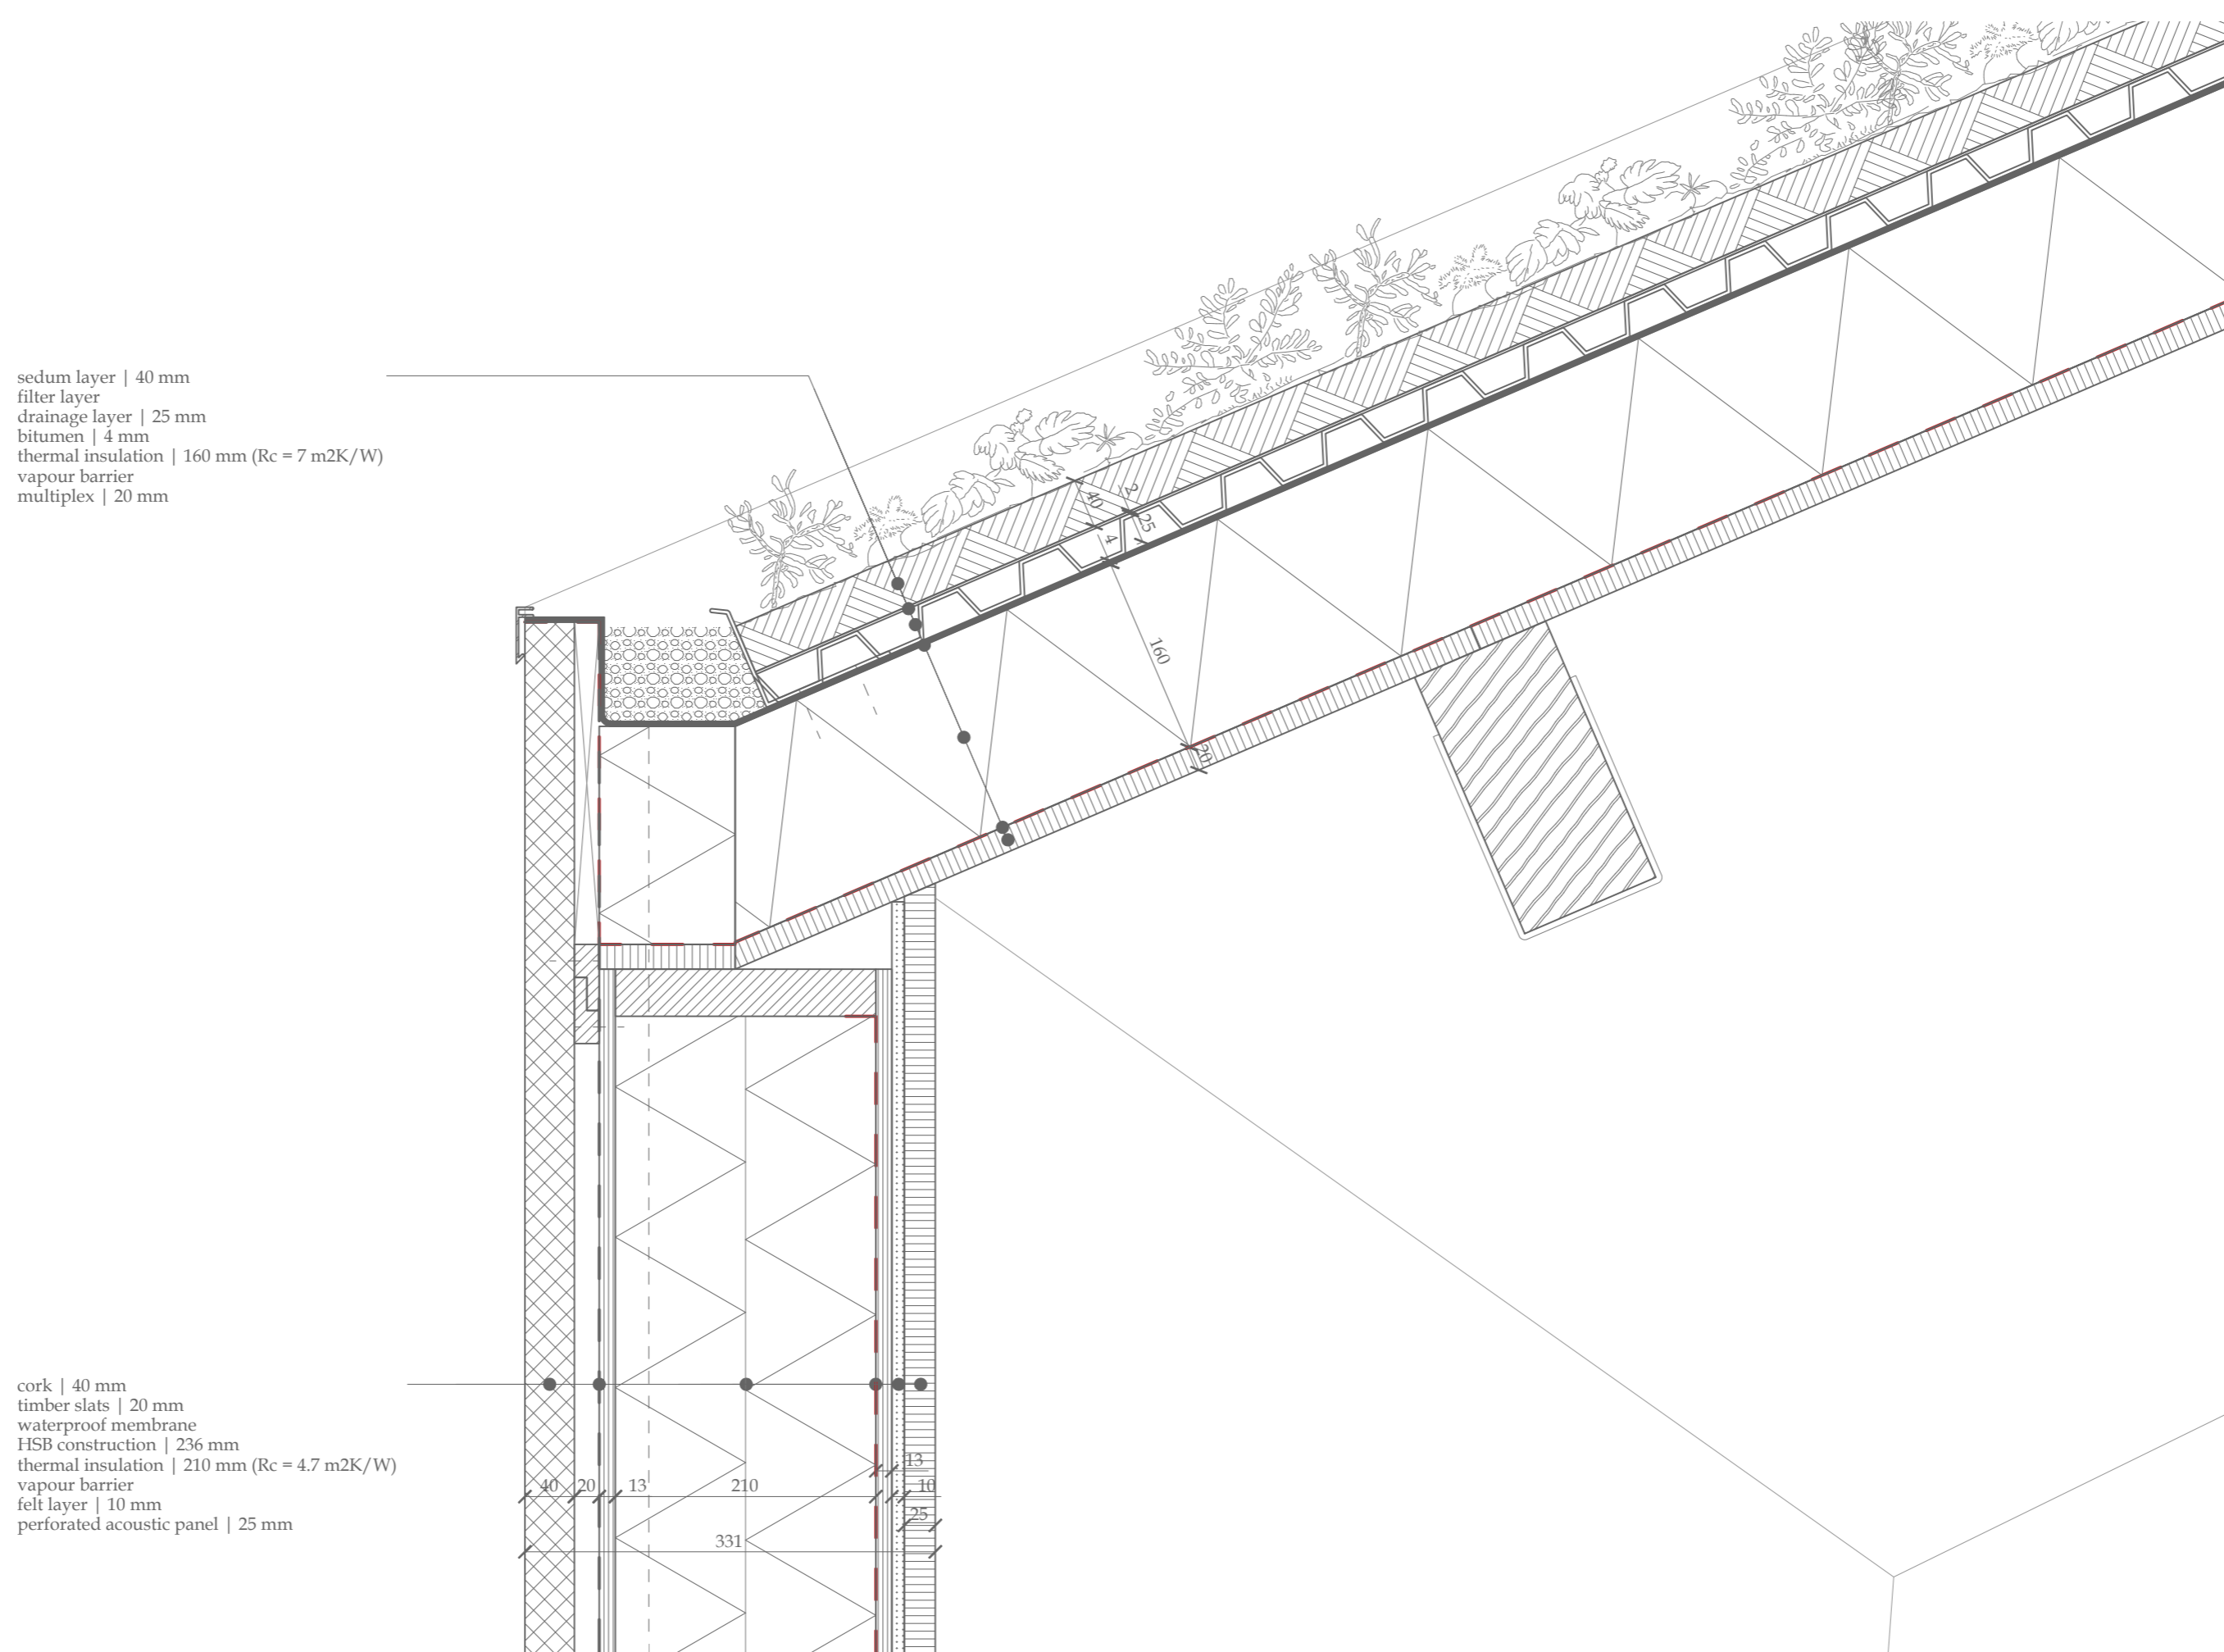 sedum layer | 40 mm
filter layer
drainage layer | 25 mm
bitumen | 4 mm
thermal insulation | 160 mm (Rc = 7 m2K/W)
vapour barrier
multiplex | 20 mm
40
2
25
4
160
20
cork | 40 mm
timber slats | 20 mm
waterproof membrane
HSB construction | 236 mm
thermal insulation | 210 mm (Rc = 4.7 m2K/W)
vapour barrier
felt layer | 10 mm
perforated acoustic panel | 25 mm
13
40 20 13 210 10
25
331